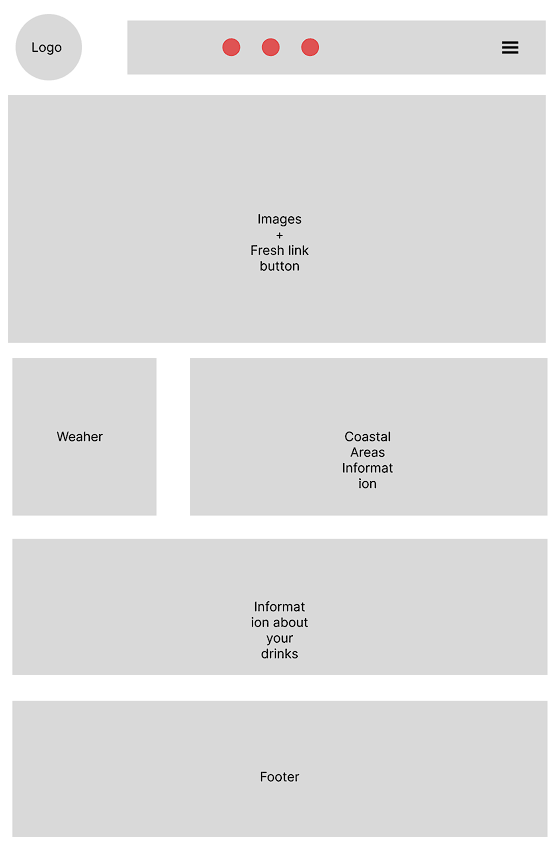 Logo
Images
+
Fresh link
button
Weaher
Coastal
Areas
Informat
ion
Informat
ion about
your
drinks
Footer